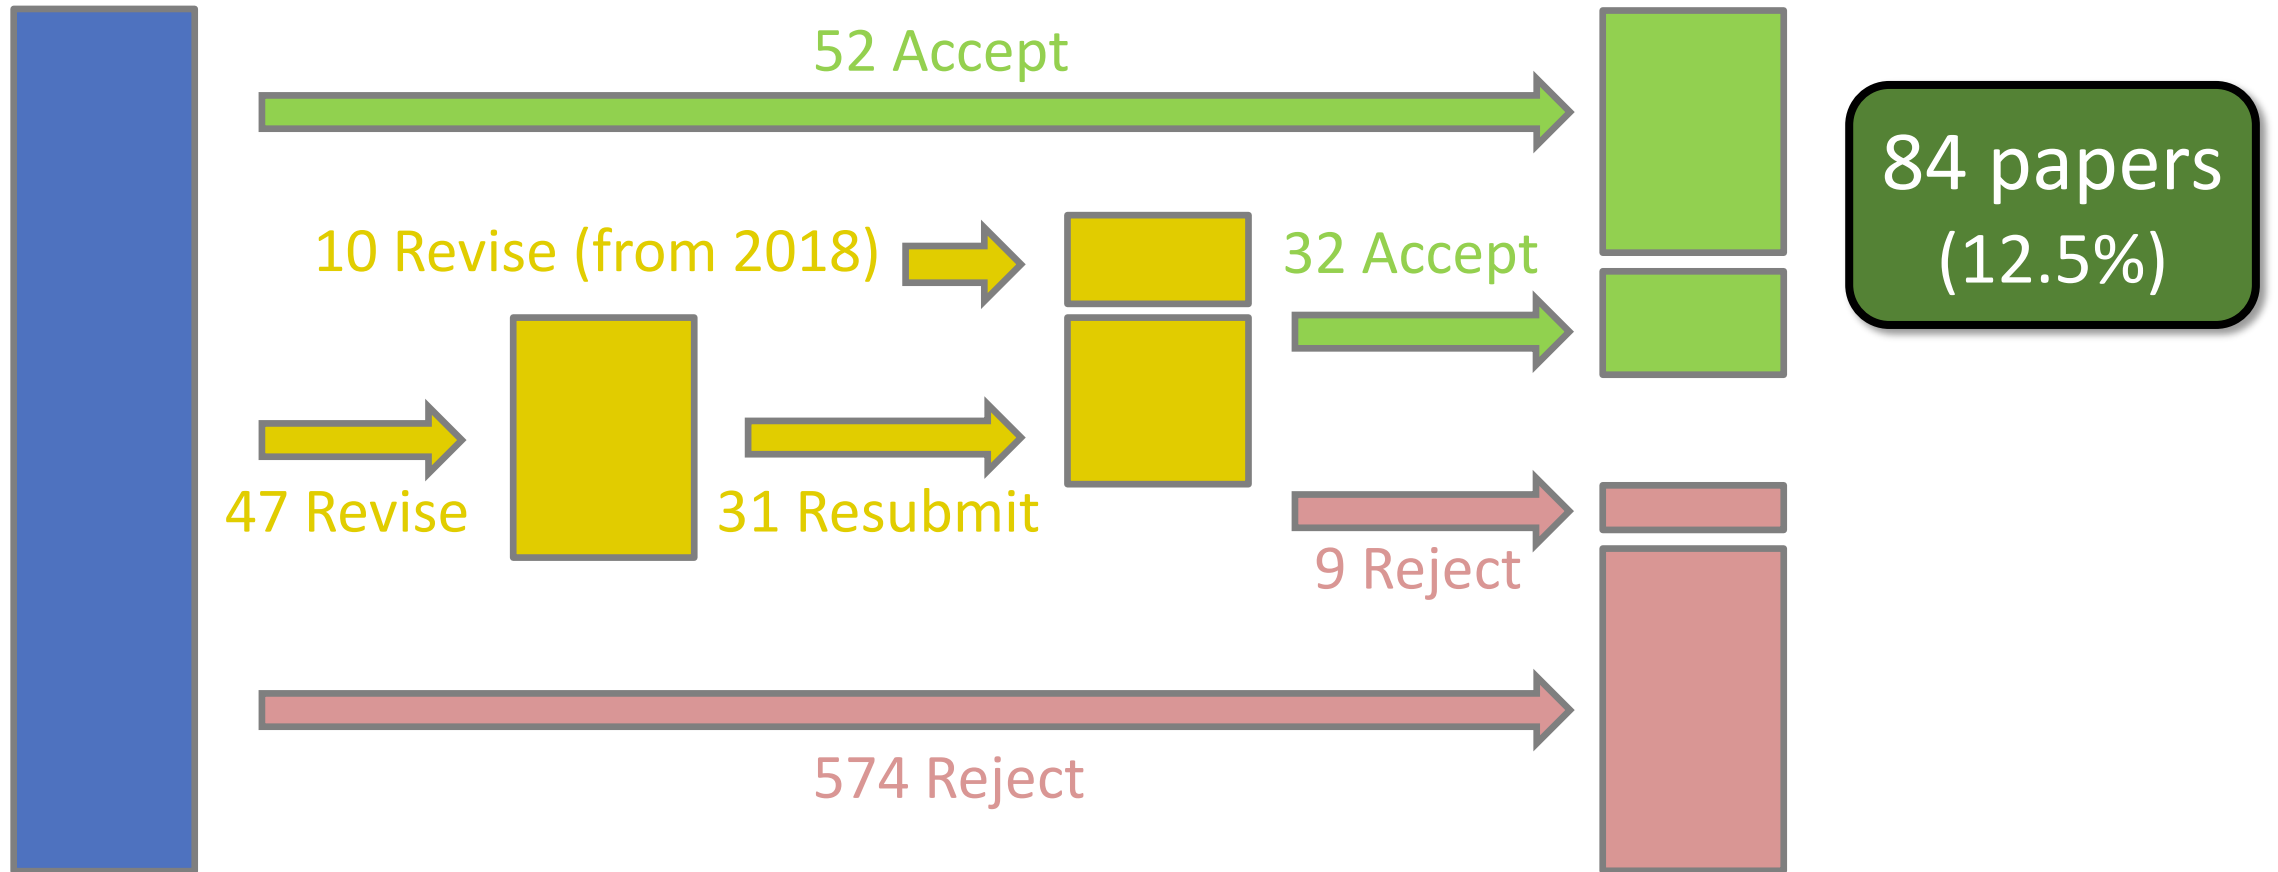 52 Accept
84 papers
(12.5%)
10 Revise (from 2018)
32 Accept
47 Revise
31 Resubmit
9 Reject
574 Reject